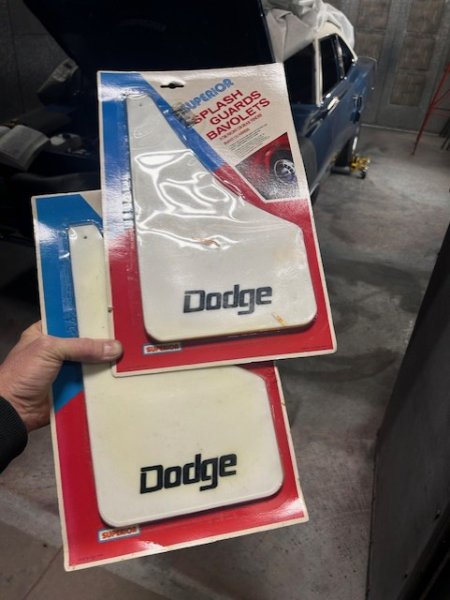 SUPERIOR
SPLASH
GUARDS
BAVOLETS
Dodge
SUPERIOR
Dodge
SUPERIOR